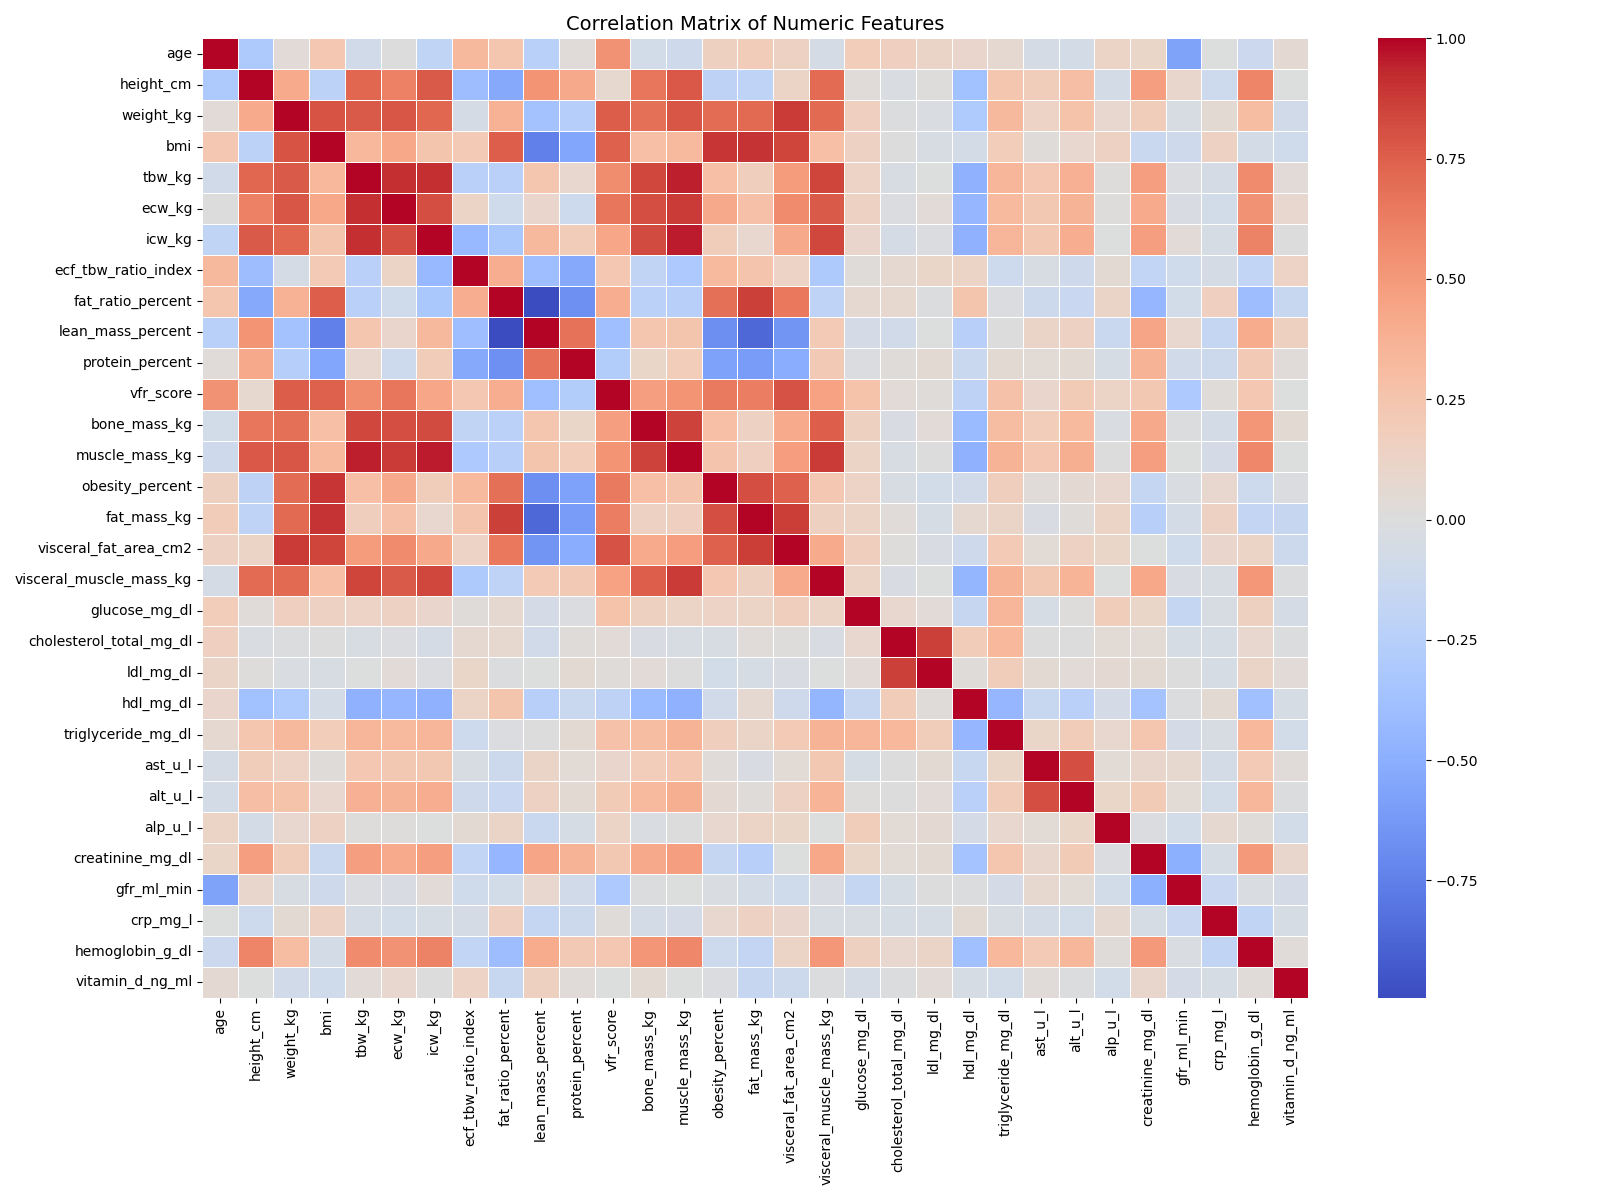 Correlation Matrix of Numeric Features
age
height_cm
weight_kg
bmi
tbw_kg
ecw_kg
icw_kg
ecf_tbw_ratio_index
fat_ratio_percent
lean_mass_percent
protein_percent
vfr_score
bone_mass_kg
muscle_mass_kg
obesity_percent
fat_mass_kg
visceral_fat_area_cm2
visceral_muscle_mass_kg
glucose_mg_dl
cholesterol_total_mg_dl
ldl_mg_dl
hdl_mg_dl
triglyceride_mg_dl
ast_u_l
alt_u_l
alp_u_l
creatinine_mg_dl
gfr_ml_min
crp_mg_l
hemoglobin_g_dl
vitamin_d_ng_ml
age
height_cm
weight_kg
bmi
tbw_kg
ecw_kg
icw_kg
ecf_tbw_ratio_index
fat_ratio_percent
lean_mass_percent
protein_percent
vfr_score
bone_mass_kg
muscle_mass_kg
obesity_percent
fat_mass_kg
visceral_fat_area_cm2
visceral_muscle_mass_kg
glucose_mg_dl
cholesterol_total_mg_dl
ldl_mg_dl
hdl_mg_dl
triglyceride_mg_dl
ast_u_l
alt_u_l
alp_u_l
creatinine_mg_dl
gfr_ml_min
crp_mg_l
hemoglobin_g_dl
vitamin_d_ng_ml
1.00
0.75
0.50
0.25
0.00
−0.25
−0.50
−0.75